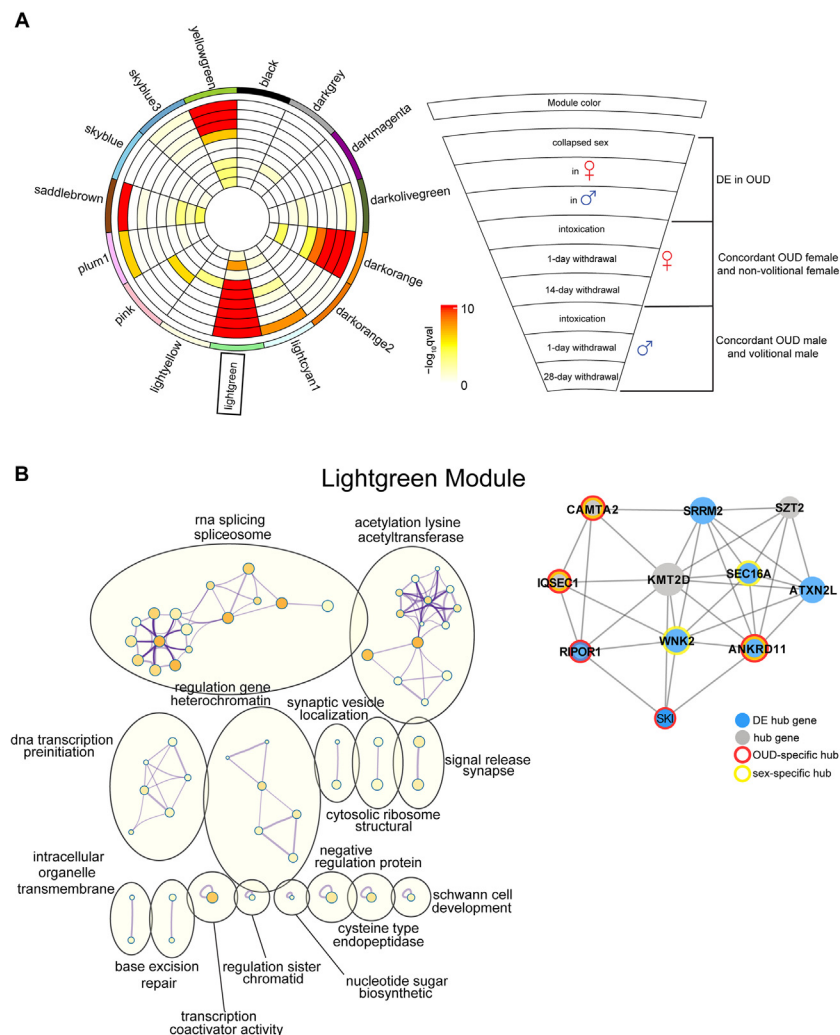 A
yellowgreen
black
darkgrey
darkmagenta
darkolivegreen
darkorange
darkorange2
lightcyan1
lightgreen
lightyellow
pink
plum1
saddlebrown
skyblue
skyblue3
-log10qval
10
0
Module color
collapsed sex
in ♀
in ♂
intoxication
1-day withdrawal
14-day withdrawal
intoxication
1-day withdrawal
28-day withdrawal
DE in OUD
♀
Concordant OUD female
and non-volitional female
♂
Concordant OUD male
and volitional male
B
Lightgreen Module
rna splicing
spliceosome
acetylation lysine
acetyltransferase
regulation gene
heterochromatin
synaptic vesicle
localization
dna transcription
preinitiation
signal release
synapse
cytosolic ribosome
structural
intracellular
organelle
transmembrane
negative
regulation protein
schwann cell
development
cysteine type
endopeptidase
base excision
repair
regulation sister
chromatid
nucleotide sugar
biosynthetic
transcription
coactivator activity
CAMTA2
SRRM2
SZT2
IQSEC1
KMT2D
SEC16A
ATXN2L
RIPOR1
WNK2
ANKRD11
SKI
DE hub gene
hub gene
OUD-specific hub
sex-specific hub